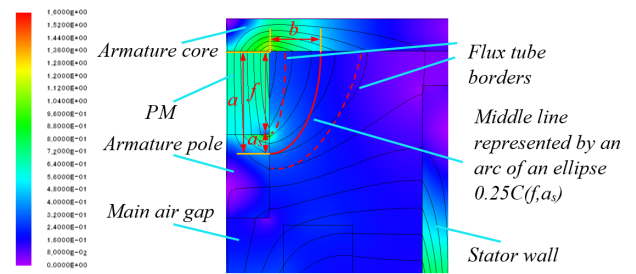 1,6000E+00
1.5200E+00
1.4400E+00
1.3600E+00
1.2800E+00
1.2000E+00
1.1200E+00
1.0400E+00
9.6000E-01
8.8000E-01
8.0000E-01
7.2000E-01
6.4000E-01
5.6000E-01
4.8000E-01
4.0000E-01
3.2000E-01
2.4000E-01
1.6000E-01
8,0000E-02
0.0000E+00
Armature core
PM
Armature pole
Main air gap
b
a
f
as
Flux tube
borders
Middle line
represented by an
arc of an ellipse
0.25C(f,as)
Stator wall